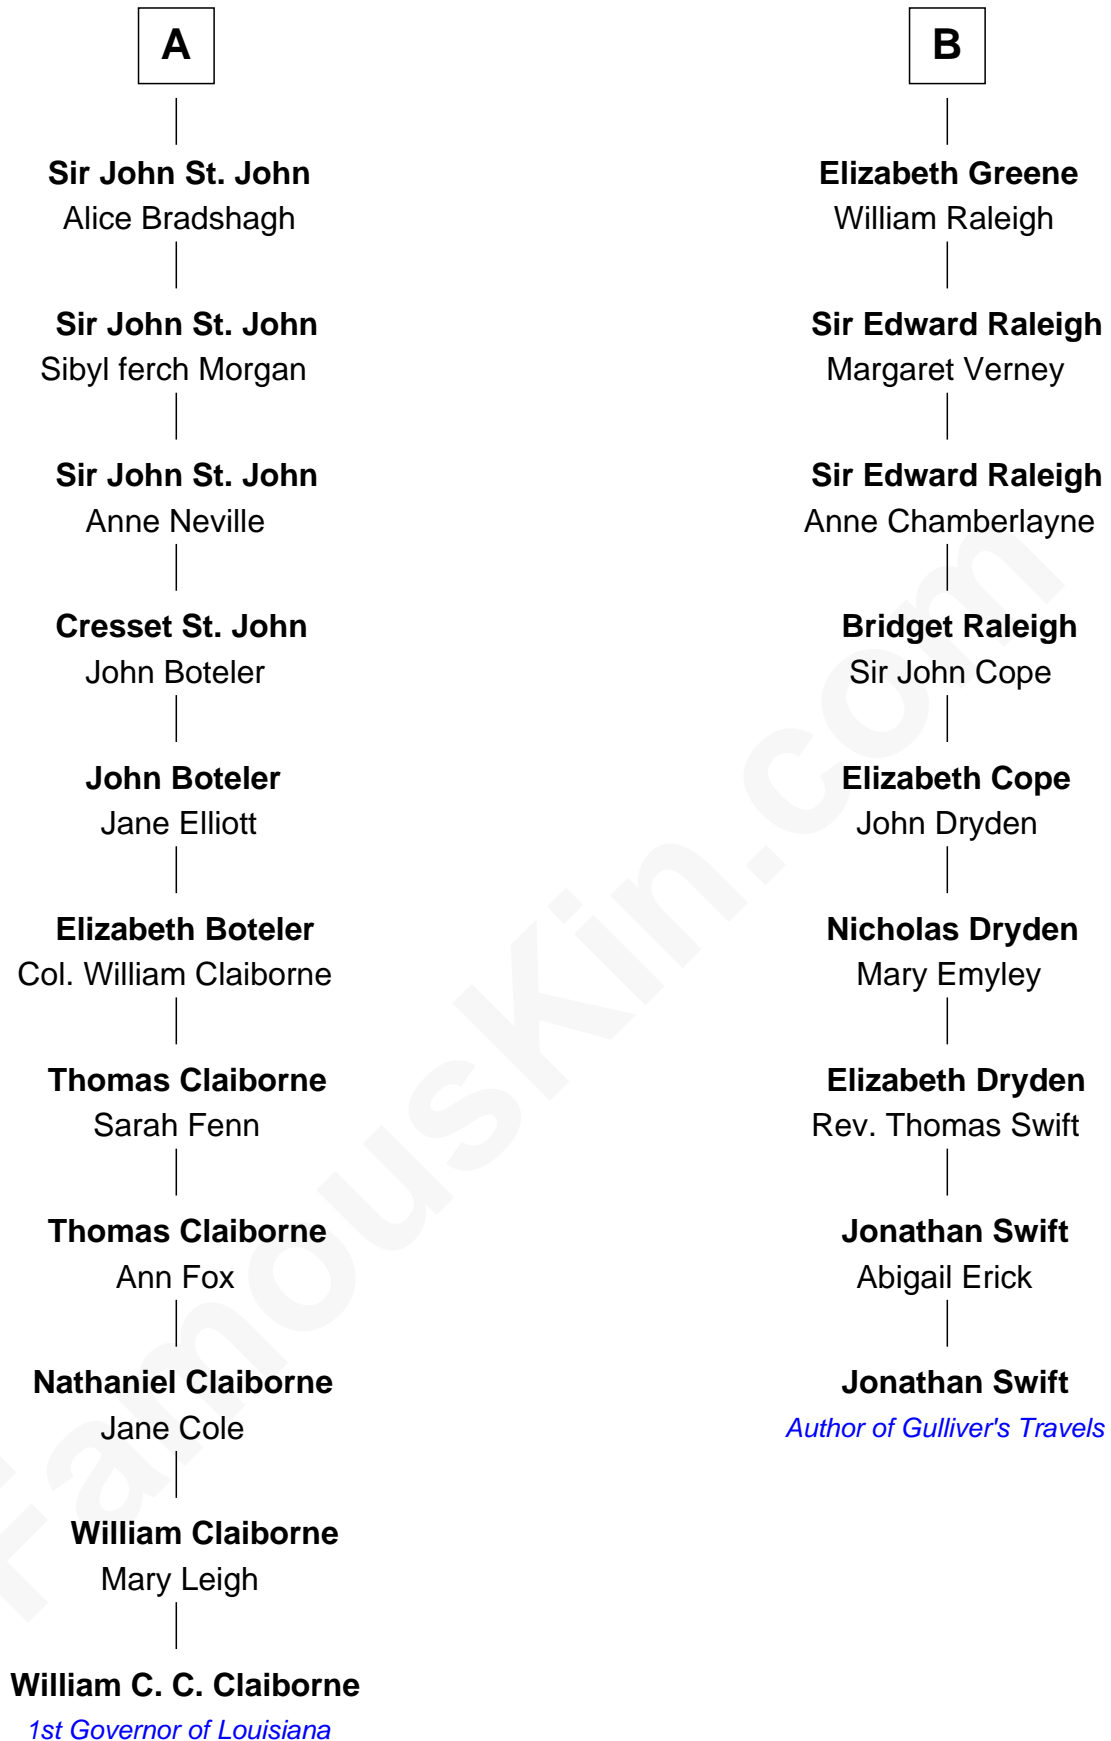 A
Sir John St. John
Alice Bradshagh
Sir John St. John
Sibyl ferch Morgan
Sir John St. John
Anne Neville
Cresset St. John
John Boteler
John Boteler
Jane Elliott
Elizabeth Boteler
Col. William Claiborne
Thomas Claiborne
Sarah Fenn
Thomas Claiborne
Ann Fox
Nathaniel Claiborne
Jane Cole
William Claiborne
Mary Leigh
William C. C. Claiborne
1st Governor of Louisiana
B
Elizabeth Greene
William Raleigh
Sir Edward Raleigh
Margaret Verney
Sir Edward Raleigh
Anne Chamberlayne
Bridget Raleigh
Sir John Cope
Elizabeth Cope
John Dryden
Nicholas Dryden
Mary Emyley
Elizabeth Dryden
Rev. Thomas Swift
Jonathan Swift
Abigail Erick
Jonathan Swift
Author of Gulliver's Travels
FamousKin.com